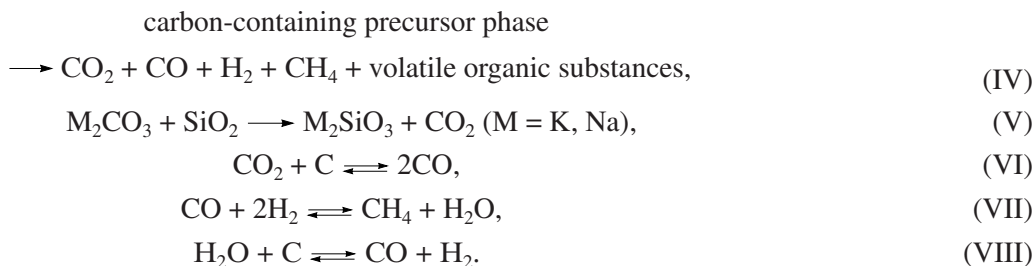 carbon-containing precursor phase
⟶ CO₂ + CO + H₂ + CH₄ + volatile organic substances, (IV)
M₂CO₃ + SiO₂ ⟶ M₂SiO₃ + CO₂ (M = K, Na), (V)
CO₂ + C ⇌ 2CO, (VI)
CO + 2H₂ ⇌ CH₄ + H₂O, (VII)
H₂O + C ⇌ CO + H₂. (VIII)